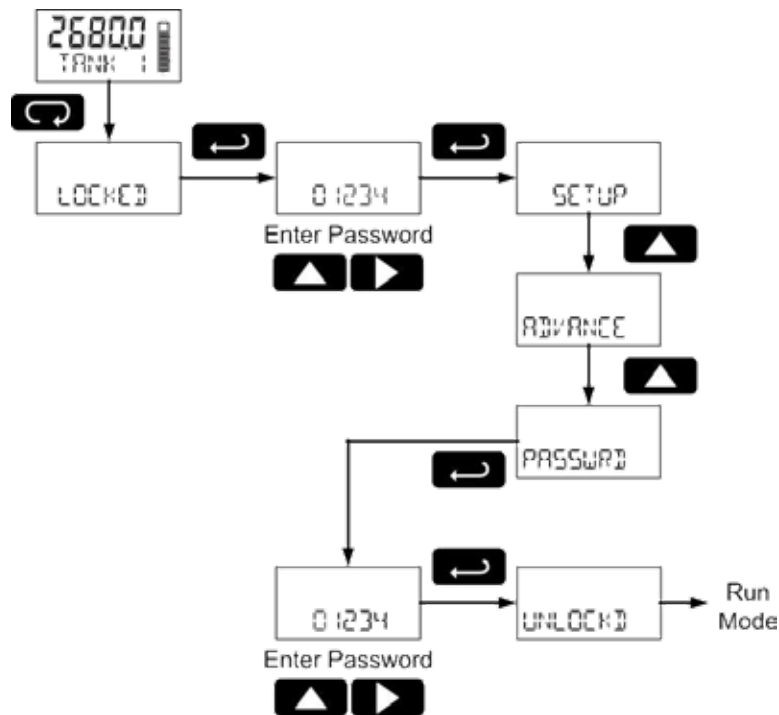 2680.0
TANK 1
LOCKED
01234
SETUP
Enter Password
ADVANCE
PASSWRD
01234
UNLOCKD
Run
Mode
Enter Password